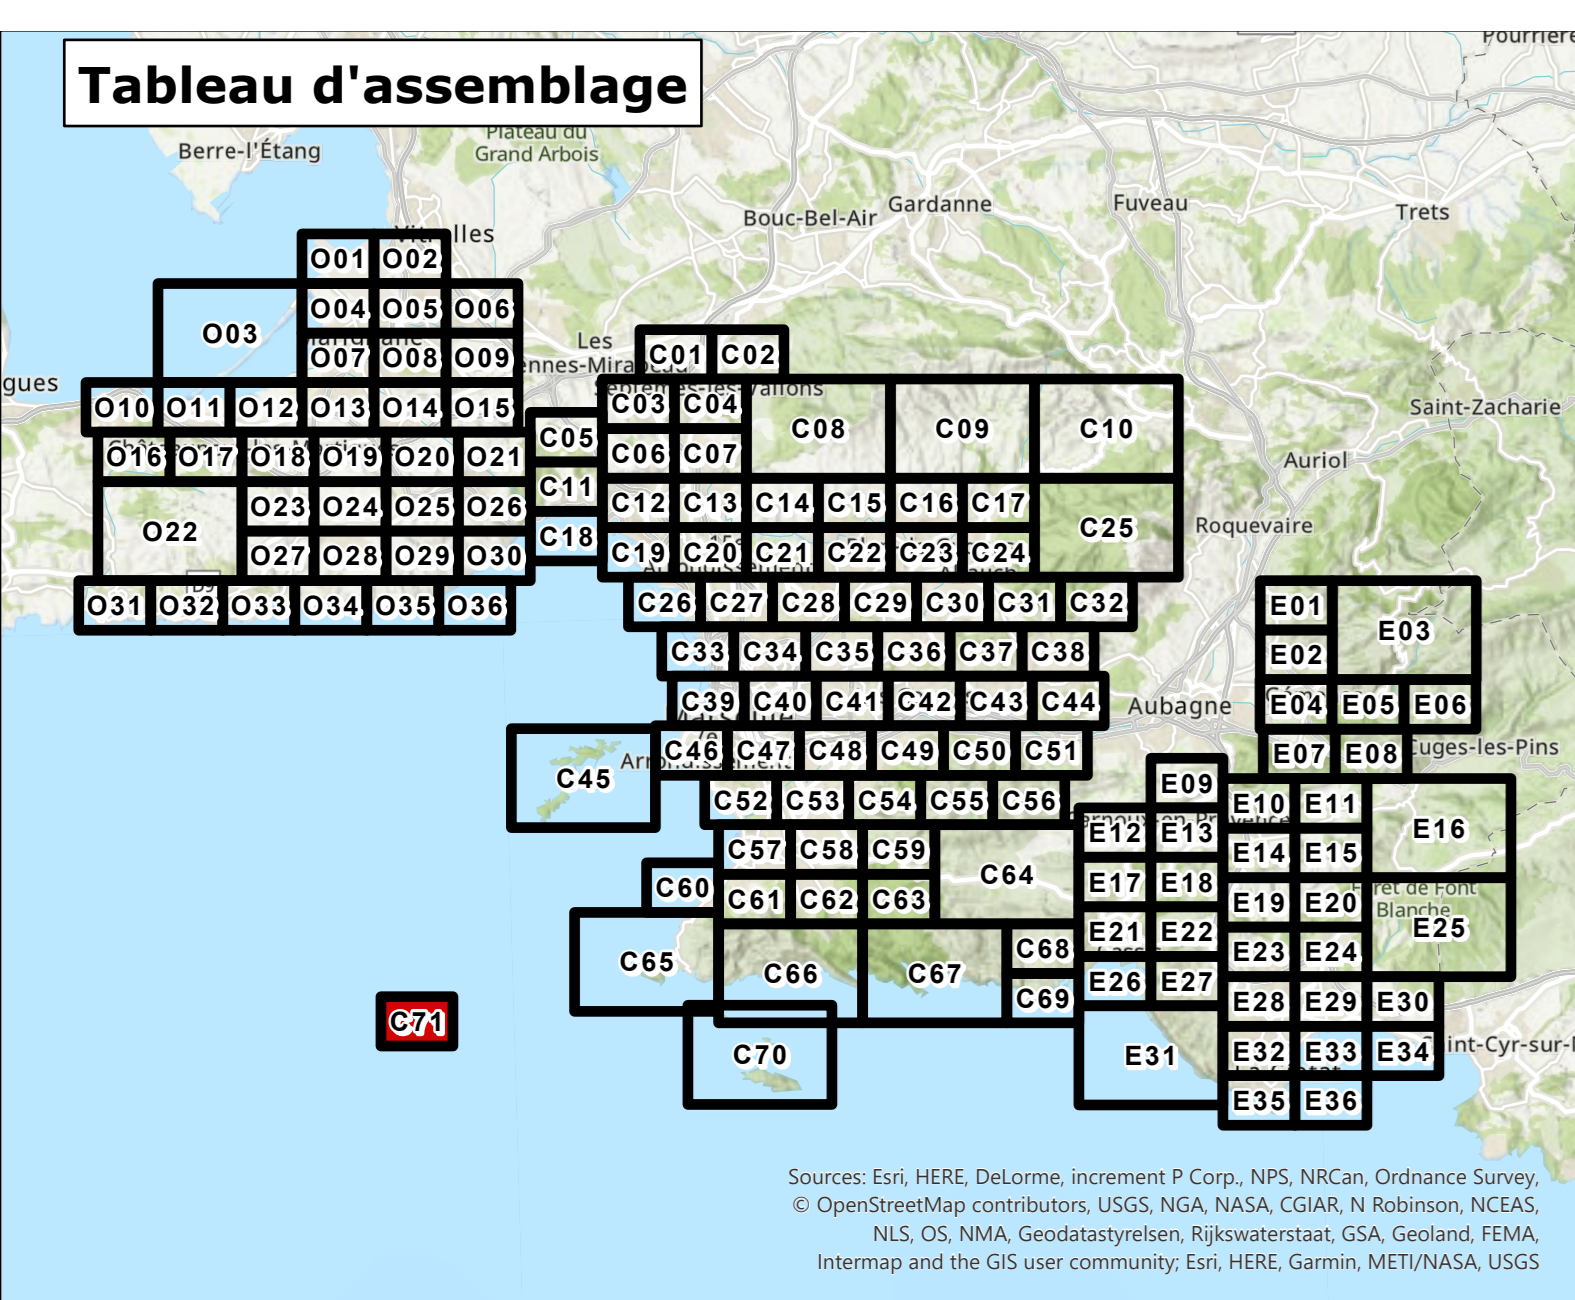 Pourrière
Tableau d'assemblage
Plateau du
Grand Arbois
Berre-l'Étang
Bouc-Bel-Air
Gardanne
Fuveau
Trets
O01 O02
O03 O04 O05 O06
O07 O08 O09
Les
gues
C01 C02
O10 O11 O12 O13 O14 O15
C03 C04
C05
C08 C09 C10
Saint-Zacharie
O16 O17 O18 O19 O20 O21
C06 C07
Auriol
C11
O22 O23 O24 O25 O26
C12 C13 C14 C15 C16 C17
C25
Roquevaire
C18
O27 O28 O29 O30
C19 C20 C21 C22 C23 C24
O31 O32 O33 O34 O35 O36
C26 C27 C28 C29 C30 C31 C32
E01
E02
E03
C33 C34 C35 C36 C37 C38
C39 C40 C41 C42 C43 C44
Aubagne
E04 E05 E06
C45
C46 C47 C48 C49 C50 C51
E07 E08
Cuges-les-Pins
E09
C52 C53 C54 C55 C56
E10 E11
E12 E13
E16
C57 C58 C59
E14 E15
C64
C60
C61 C62 C63
E17 E18
E19 E20
Forêt de Font
Blanche
E25
E21 E22
C65 C66 C67
C68
E23 E24
E26 E27
C69
E28 E29 E30
C71
C70
E31
E32 E33 E34
int-Cyr-sur-
E35 E36
Sources: Esri, HERE, DeLorme, increment P Corp., NPS, NRCan, Ordnance Survey,
© OpenStreetMap contributors, USGS, NGA, NASA, CGIAR, N Robinson, NCEAS,
NLS, OS, NMA, Geodatastyrelsen, Rijkswaterstaat, GSA, Geoland, FEMA,
Intermap and the GIS user community; Esri, HERE, Garmin, METI/NASA, USGS